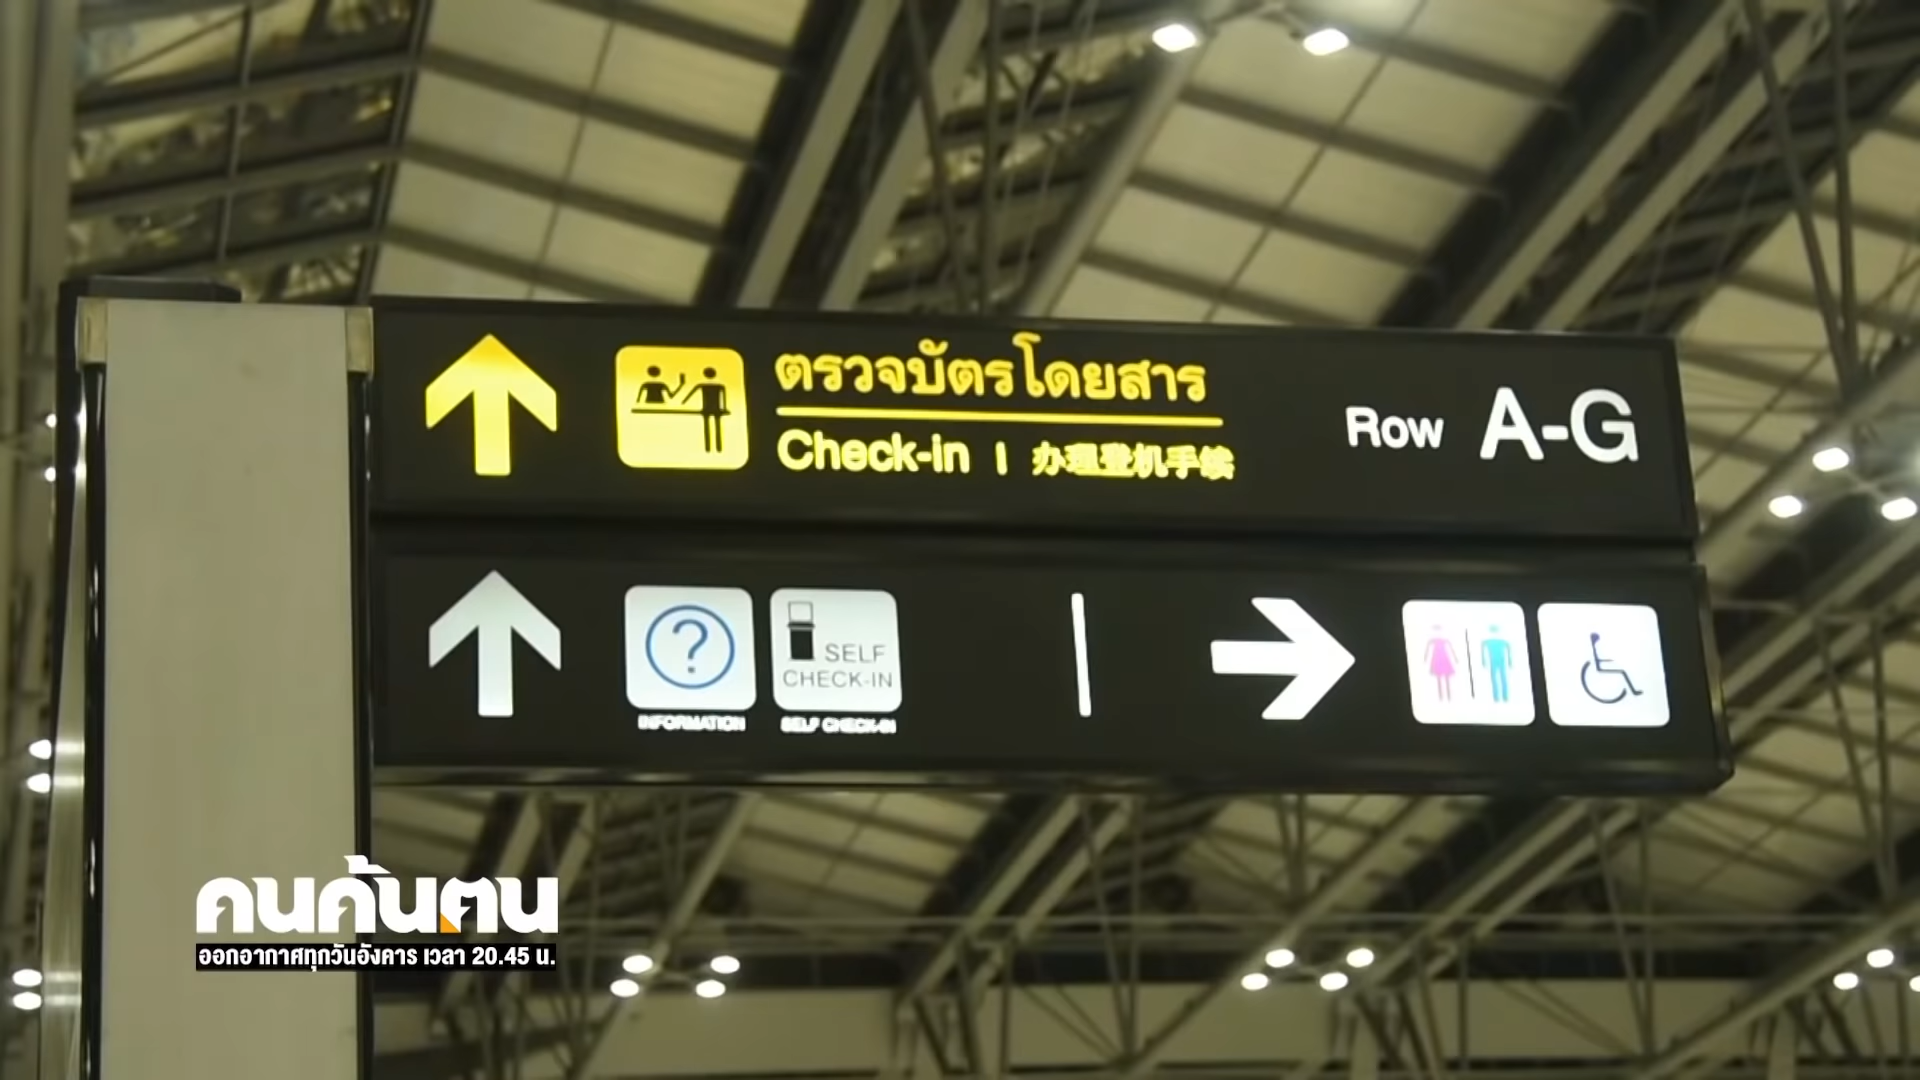 ตรวจบัตรโดยสาร
Check-in | 办理登机手续
Row A-G
?
SELF
CHECK-IN
INFORMATION
SELF CHECK-IN
คนค้นฅน
ออกอากาศทุกวันอังคาร เวลา 20.45 น.